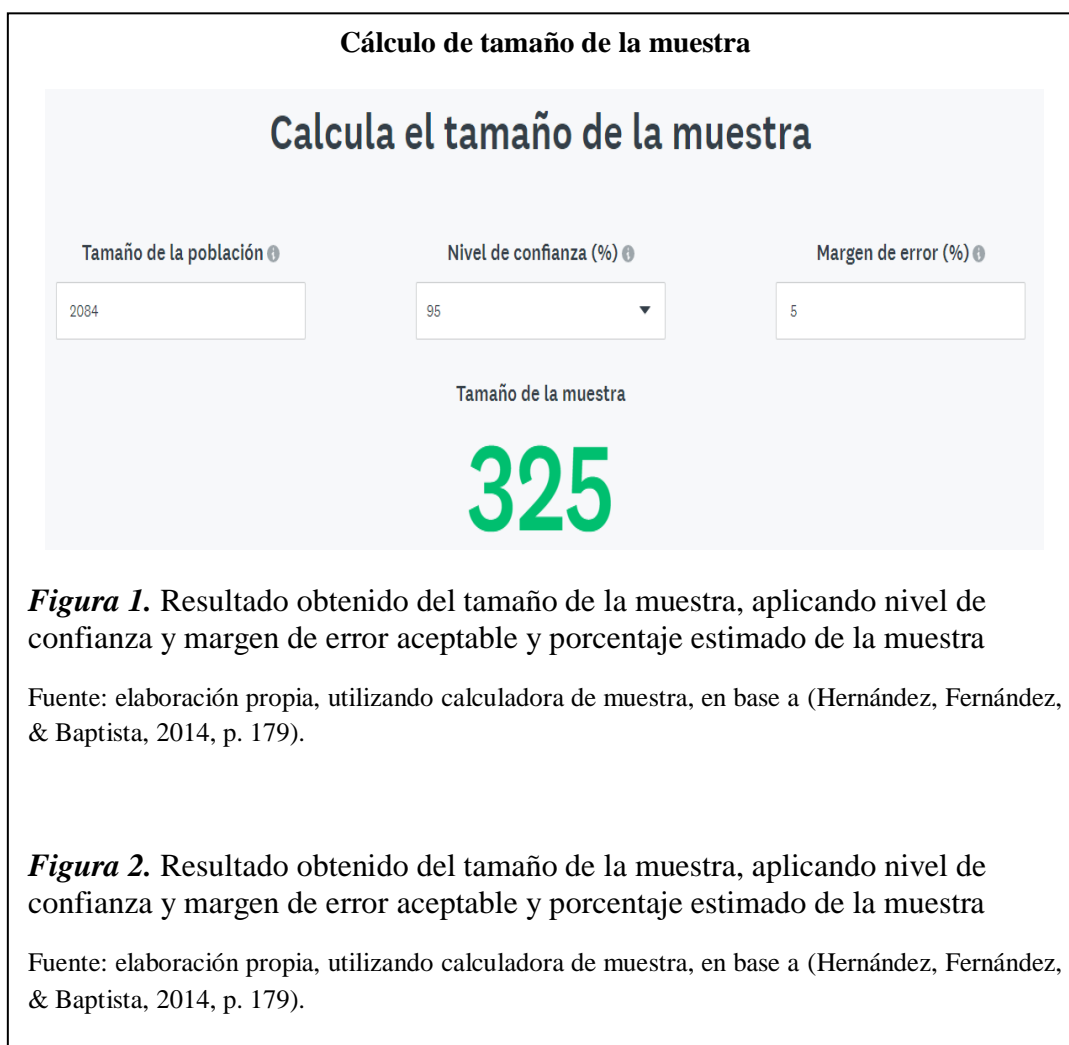 Cálculo de tamaño de la muestra
Calcula el tamaño de la muestra
Tamaño de la población
Nivel de confianza (%)
Margen de error (%)
2084
95
5
Tamaño de la muestra
325
Figura 1. Resultado obtenido del tamaño de la muestra, aplicando nivel de
confianza y margen de error aceptable y porcentaje estimado de la muestra
Fuente: elaboración propia, utilizando calculadora de muestra, en base a (Hernández, Fernández,
& Baptista, 2014, p. 179).
Figura 2. Resultado obtenido del tamaño de la muestra, aplicando nivel de
confianza y margen de error aceptable y porcentaje estimado de la muestra
Fuente: elaboración propia, utilizando calculadora de muestra, en base a (Hernández, Fernández,
& Baptista, 2014, p. 179).